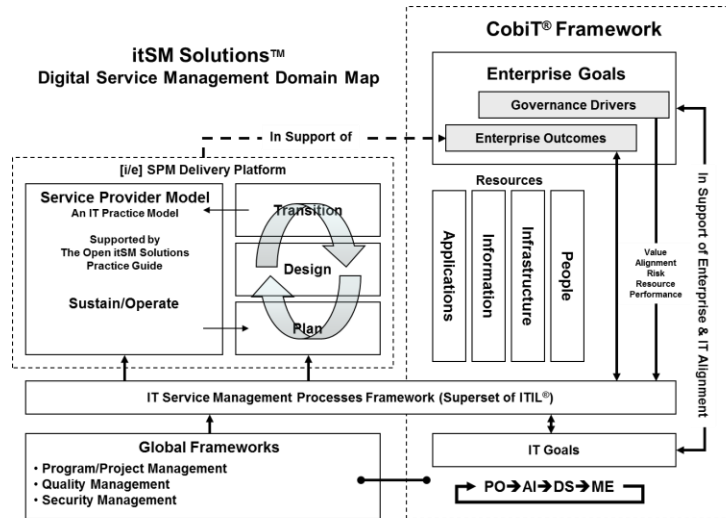 itSM Solutions™
Digital Service Management Domain Map
CobiT® Framework
Enterprise Goals
Governance Drivers
Enterprise Outcomes
In Support of
[i/e] SPM Delivery Platform
Service Provider Model
An IT Practice Model
Supported by
The Open itSM Solutions
Practice Guide
Sustain/Operate
Transition
Design
Plan
Resources
Applications
Information
Infrastructure
People
Value
Alignment
Risk
Resource
Performance
In Support of Enterprise & IT Alignment
IT Service Management Processes Framework (Superset of ITIL®)
Global Frameworks
• Program/Project Management
• Quality Management
• Security Management
IT Goals
PO➔AI➔DS➔ME